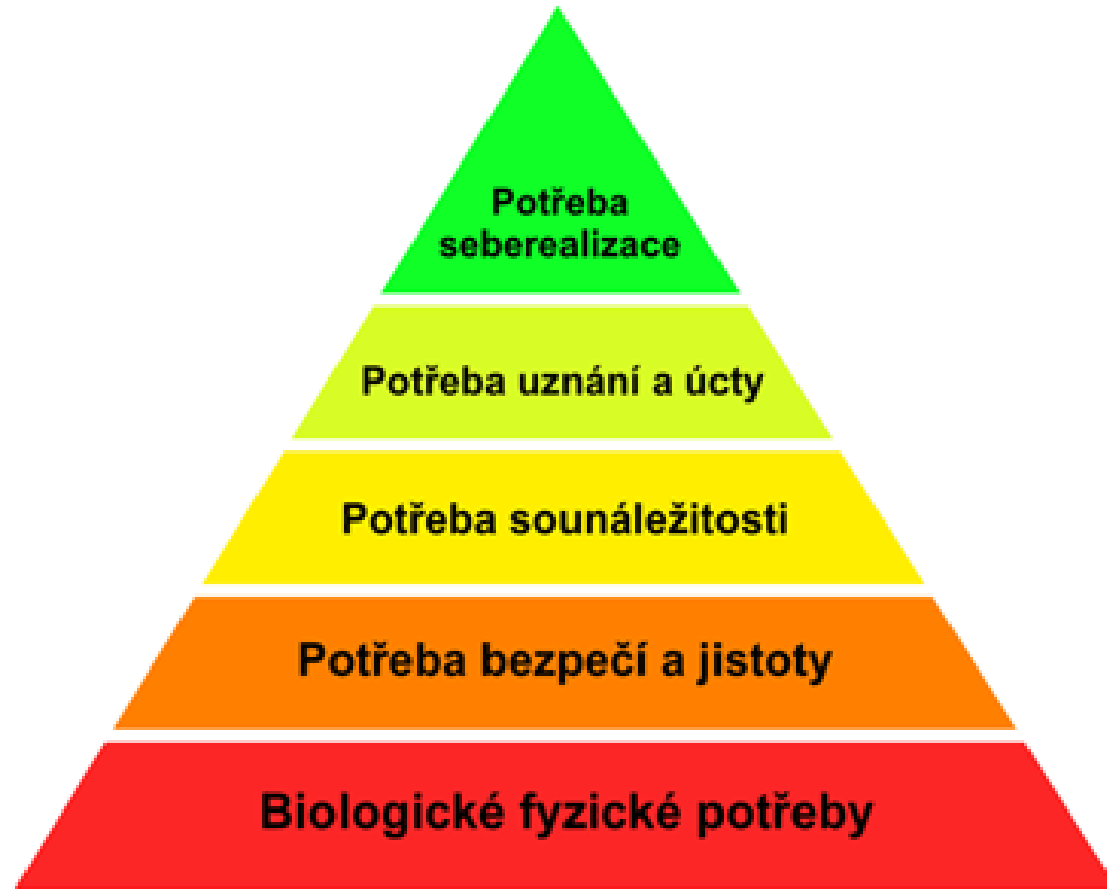 Potřeba
seberealizace
Potřeba uznání a úcty
Potřeba sounáležitosti
Potřeba bezpečí a jistoty
Biologické fyzické potřeby